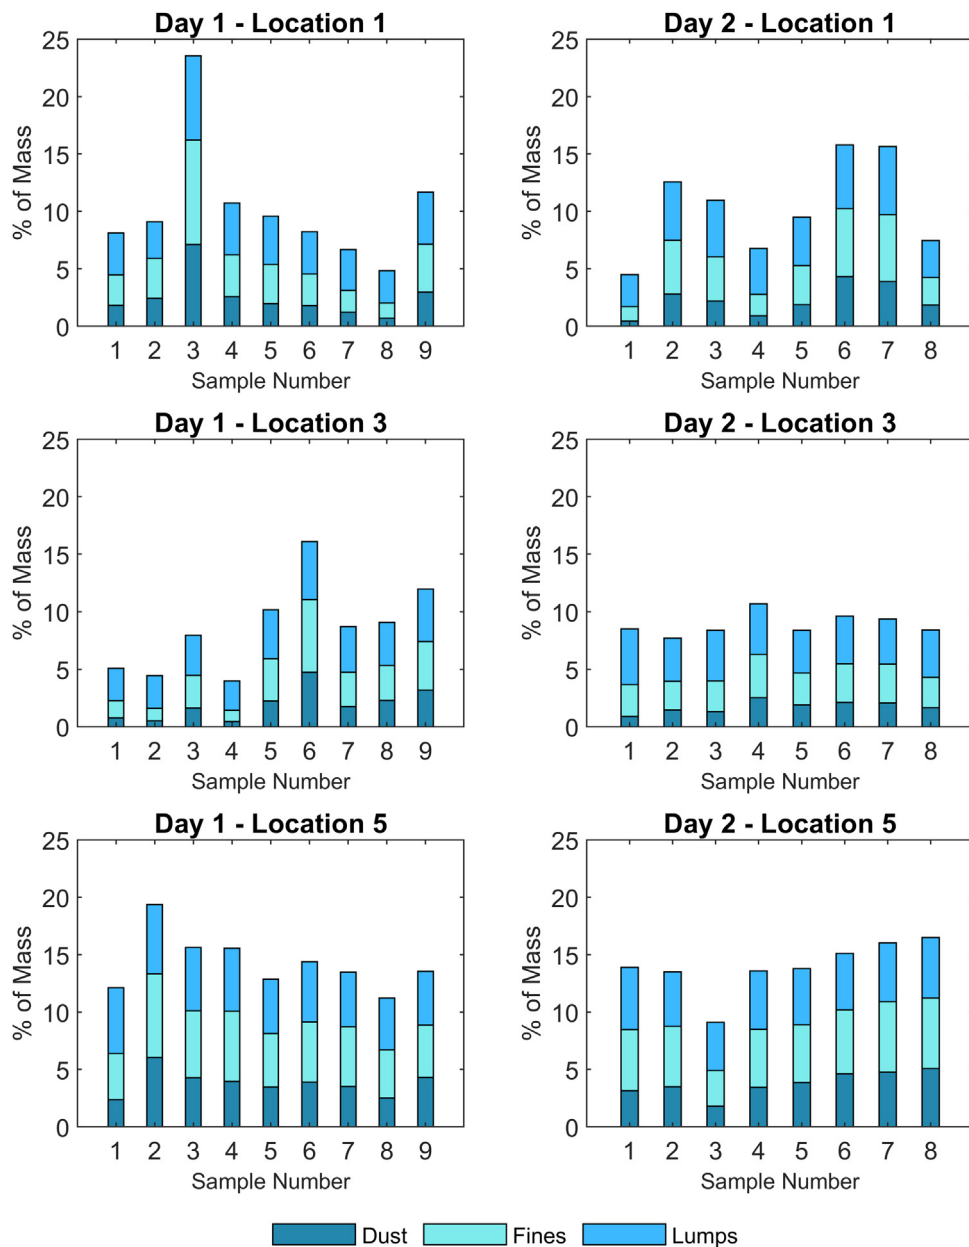 Day 1 - Location 1
25
20
15
10
5
0
% of Mass
1 2 3 4 5 6 7 8 9
Sample Number
Day 2 - Location 1
25
20
15
10
5
0
% of Mass
1 2 3 4 5 6 7 8
Sample Number
Day 1 - Location 3
25
20
15
10
5
0
% of Mass
1 2 3 4 5 6 7 8 9
Sample Number
Day 2 - Location 3
25
20
15
10
5
0
% of Mass
1 2 3 4 5 6 7 8
Sample Number
Day 1 - Location 5
25
20
15
10
5
0
% of Mass
1 2 3 4 5 6 7 8 9
Sample Number
Day 2 - Location 5
25
20
15
10
5
0
% of Mass
1 2 3 4 5 6 7 8
Sample Number
Dust Fines Lumps